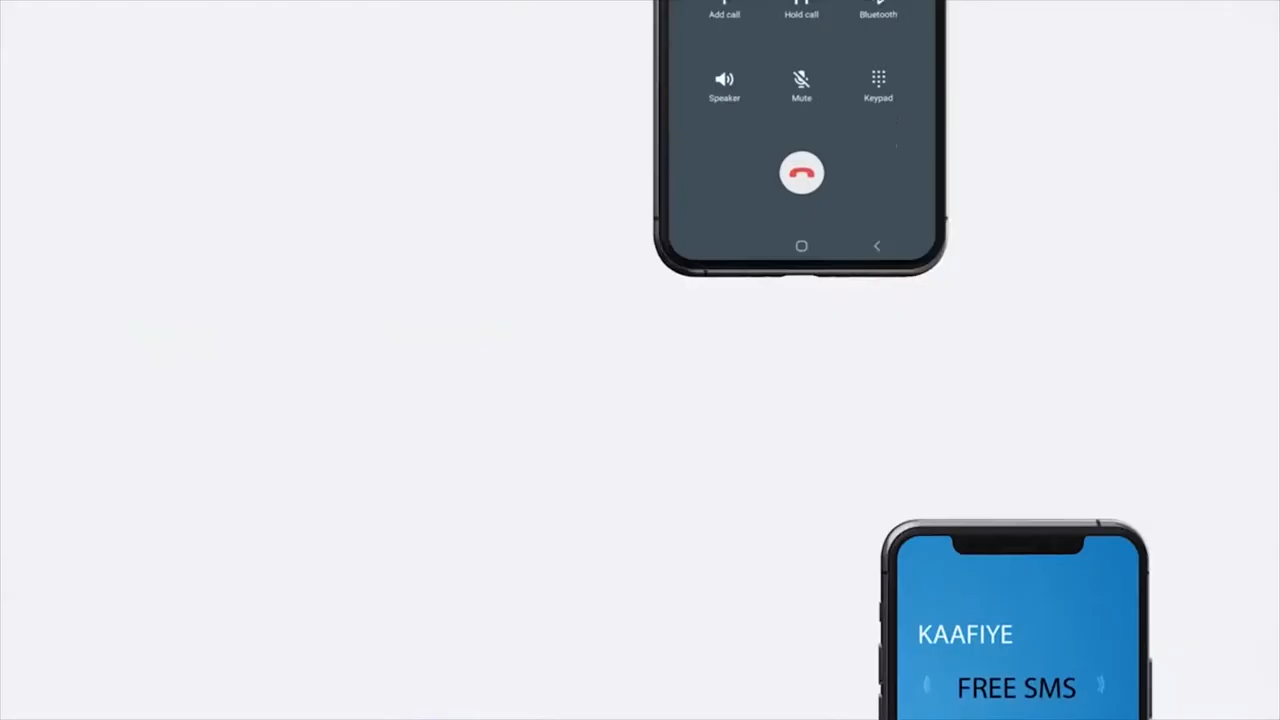 Add call Hold call Bluetooth
Speaker Mute Keypad
KAAFIYE
FREE SMS